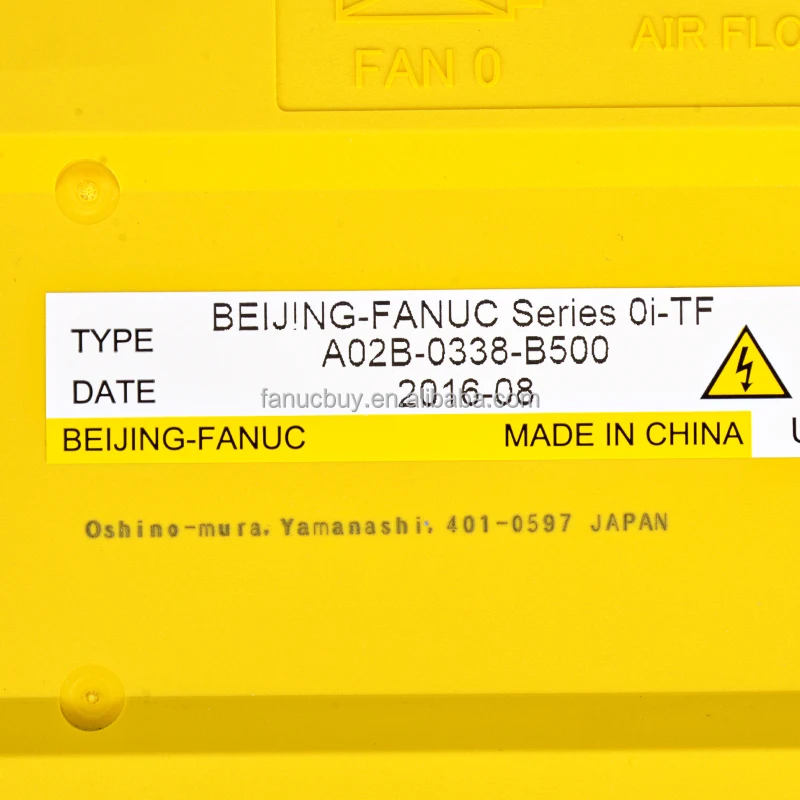 FAN 0
AIR FLO
TYPE BEIJING-FANUC Series 0i-TF
A02B-0338-B500
DATE 2016-08
fanucbuy.en.alibaba.com
BEIJING-FANUC MADE IN CHINA
Oshino-mura, Yamanashi, 401-0597 JAPAN